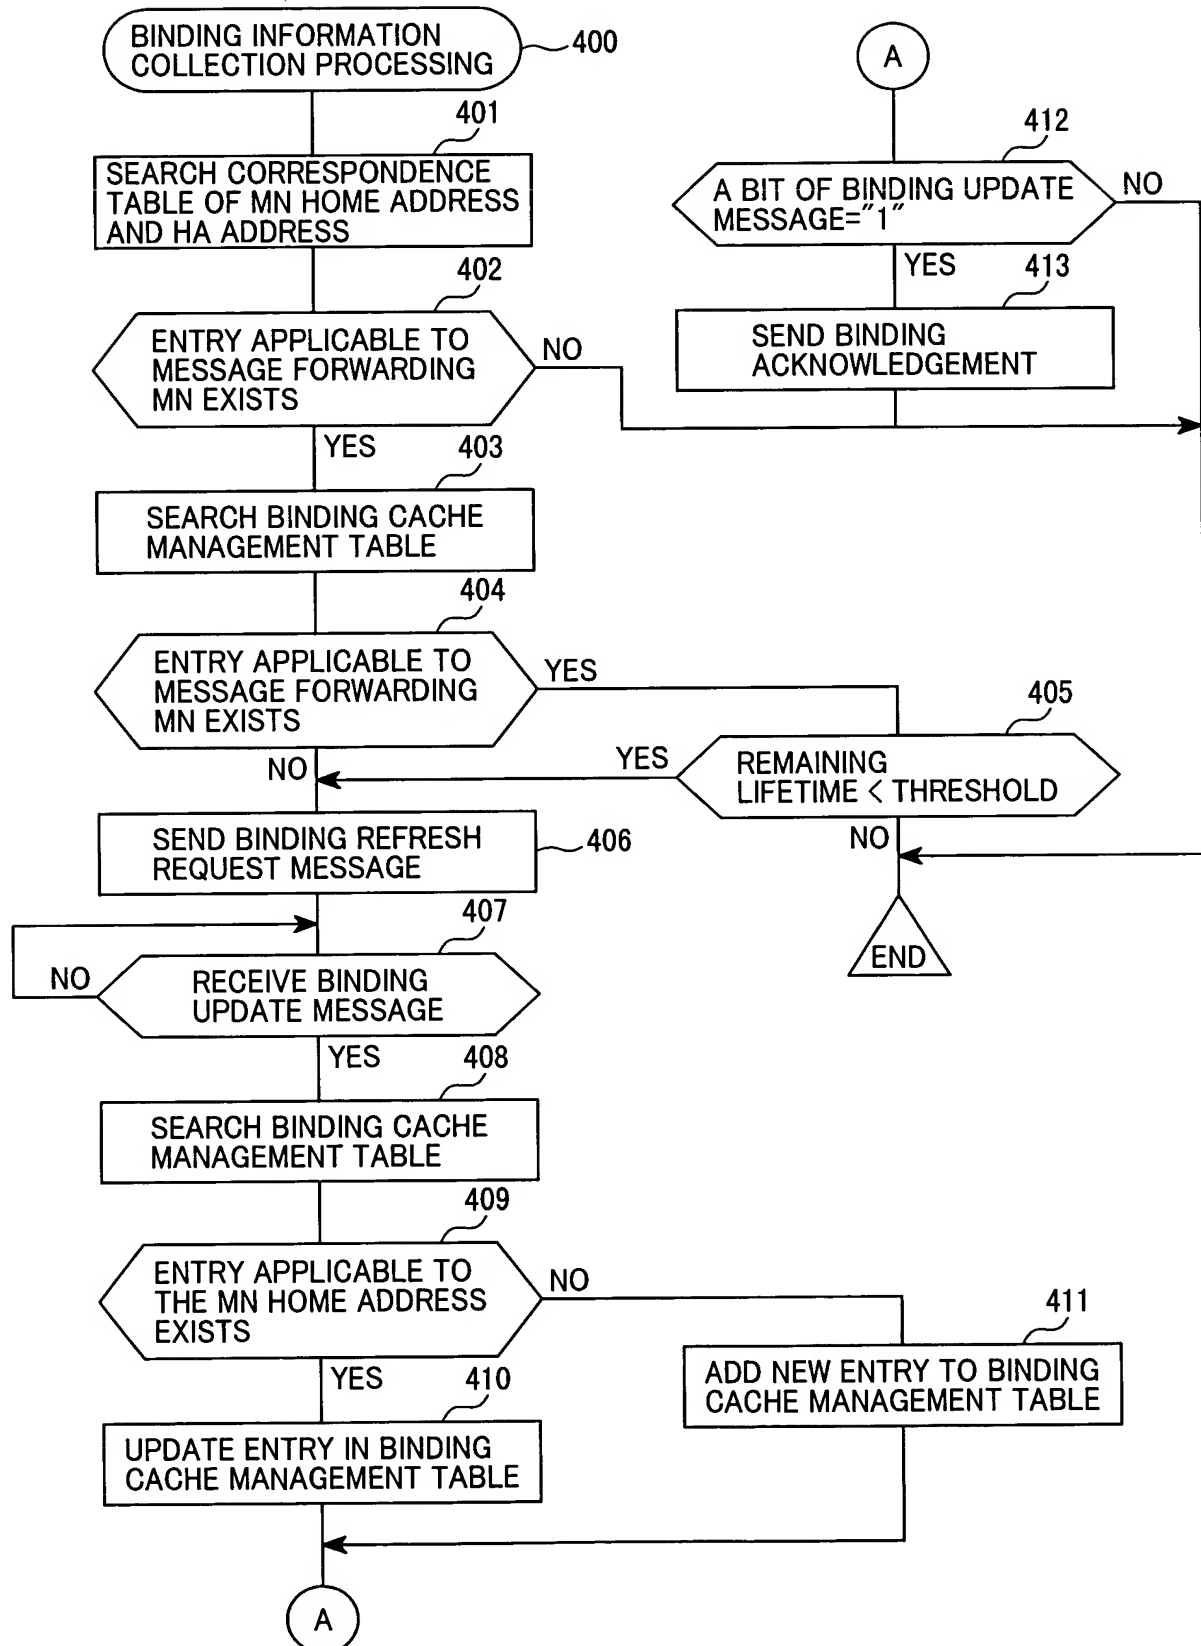 BINDING INFORMATION
COLLECTION PROCESSING
400
401
SEARCH CORRESPONDENCE
TABLE OF MN HOME ADDRESS
AND HA ADDRESS
402
ENTRY APPLICABLE TO
MESSAGE FORWARDING
MN EXISTS
NO
YES
403
SEARCH BINDING CACHE
MANAGEMENT TABLE
404
ENTRY APPLICABLE TO
MESSAGE FORWARDING
MN EXISTS
YES
NO
405
REMAINING
LIFETIME < THRESHOLD
YES
NO
END
SEND BINDING REFRESH
REQUEST MESSAGE
406
407
RECEIVE BINDING
UPDATE MESSAGE
NO
YES
408
SEARCH BINDING CACHE
MANAGEMENT TABLE
409
ENTRY APPLICABLE TO
THE MN HOME ADDRESS
EXISTS
NO
YES
410
UPDATE ENTRY IN BINDING
CACHE MANAGEMENT TABLE
411
ADD NEW ENTRY TO BINDING
CACHE MANAGEMENT TABLE
A
A
412
A BIT OF BINDING UPDATE
MESSAGE="1"
NO
YES
413
SEND BINDING
ACKNOWLEDGEMENT